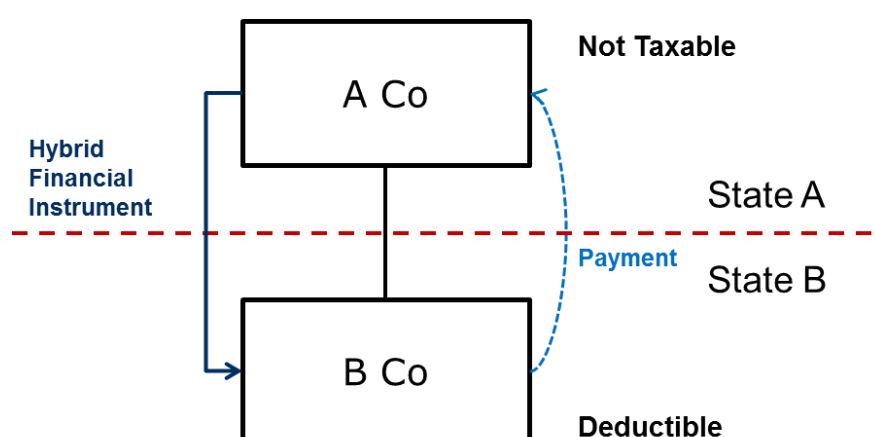 Not Taxable
A Co
Hybrid
Financial
Instrument
State A
Payment
State B
B Co
Deductible